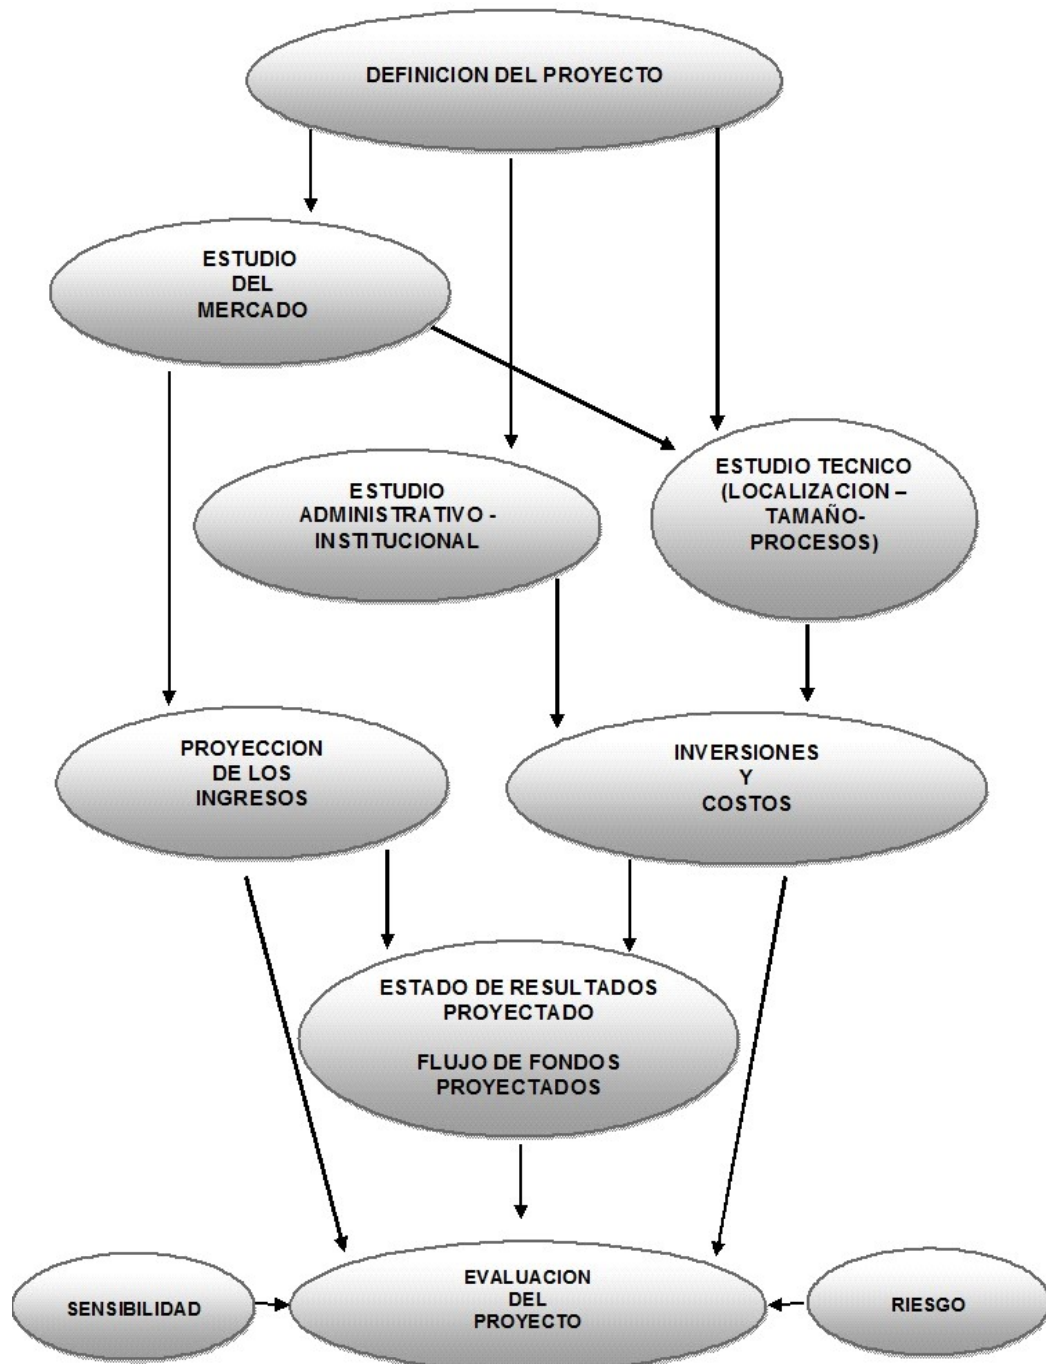 DEFINICION DEL PROYECTO
ESTUDIO
DEL
MERCADO
ESTUDIO
ADMINISTRATIVO -
INSTITUCIONAL
ESTUDIO TECNICO
(LOCALIZACION –
TAMAÑO-
PROCESOS)
PROYECCION
DE LOS
INGRESOS
INVERSIONES
Y
COSTOS
ESTADO DE RESULTADOS
PROYECTADO
FLUJO DE FONDOS
PROYECTADOS
SENSIBILIDAD
EVALUACION
DEL
PROYECTO
RIESGO